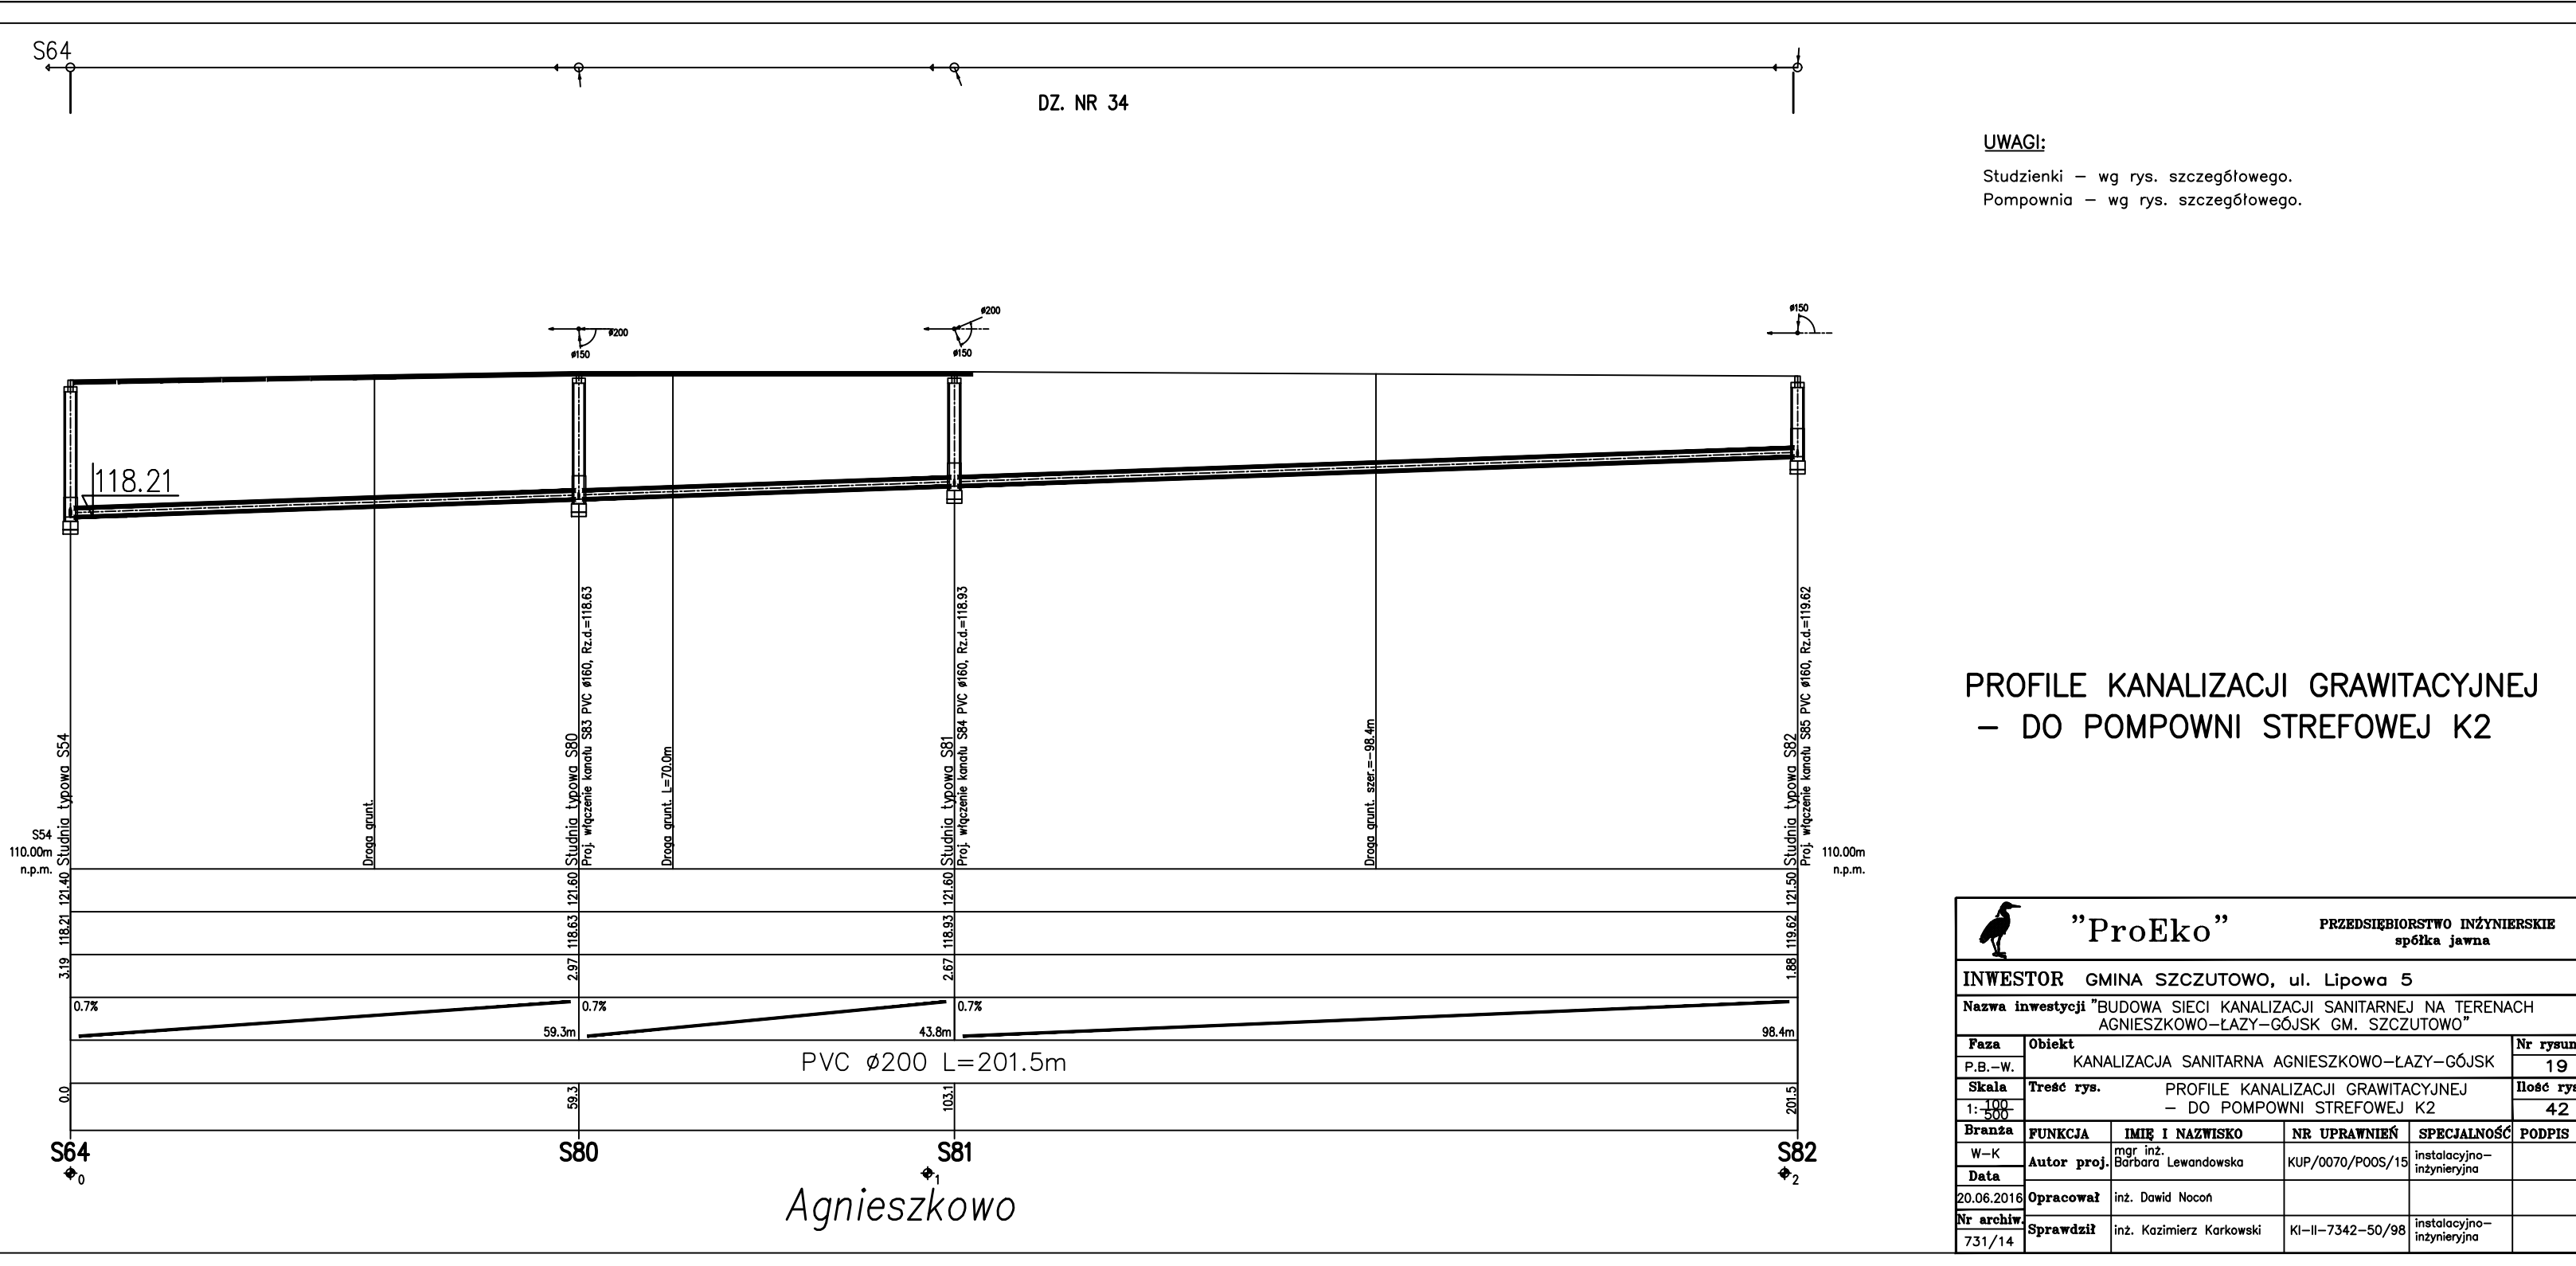 S64
DZ. NR 34
UWAGI:
Studzienki – wg rys. szczegółowego.
Pompownia – wg rys. szczegółowego.
ø200
ø150
ø200
ø150
ø150
118.21
Studnia typowa S54
Droga grunt.
Studnia typowa S80
Proj. włączenie kanału S83 PVC ø160, Rz.d.=118.63
Droga grunt. L=70.0m
Studnia typowa S81
Proj. włączenie kanału S84 PVC ø160, Rz.d.=118.93
Droga grunt. szer.=-98.4m
Studnia typowa S82
Proj. włączenie kanału S85 PVC ø160, Rz.d.=119.62
S54
110.00m
n.p.m.
110.00m
n.p.m.
121.40 121.60 121.60 121.50
118.21 118.63 118.93 119.62
3.19 2.97 2.67 1.88
0.7% 0.7% 0.7%
59.3m 43.8m 98.4m
PVC ø200 L=201.5m
0.0 59.3 103.1 201.5
S64 S80 S81 S82
0 1 2
Agnieszkowo
PROFILE KANALIZACJI GRAWITACYJNEJ
– DO POMPOWNI STREFOWEJ K2
"ProEko"
PRZEDSIĘBIORSTWO INŻYNIERSKIE
spółka jawna
INWESTOR GMINA SZCZUTOWO, ul. Lipowa 5
Nazwa inwestycji "BUDOWA SIECI KANALIZACJI SANITARNEJ NA TERENACH
AGNIESZKOWO–ŁAZY–GÓJSK GM. SZCZUTOWO"
Faza
P.B.–W.
Obiekt
KANALIZACJA SANITARNA AGNIESZKOWO–ŁAZY–GÓJSK
Nr rysun
19
Skala
1: 100
500
Treść rys.
PROFILE KANALIZACJI GRAWITACYJNEJ
– DO POMPOWNI STREFOWEJ K2
Ilość rys
42
Branża
W–K
FUNKCJA IMIĘ I NAZWISKO NR UPRAWNIEŃ SPECJALNOŚĆ PODPIS
Autor proj. mgr inż.
Barbara Lewandowska KUP/0070/POOS/15 instalacyjno–
inżynieryjna
Data
20.06.2016
Opracował inż. Dawid Nocoń
Nr archiw.
731/14
Sprawdził inż. Kazimierz Karkowski KI–II–7342–50/98 instalacyjno–
inżynieryjna